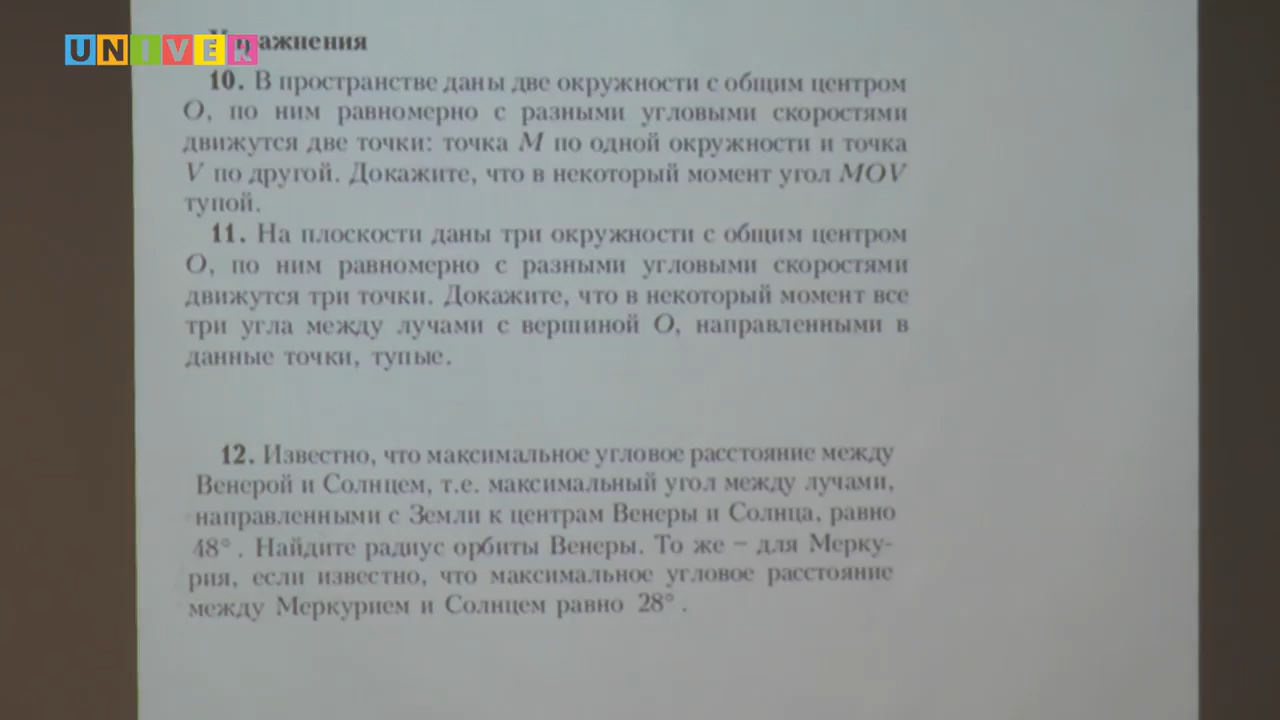 UNIVER
Упражнения
10. В пространстве даны две окружности с общим центром
O, по ним равномерно с разными угловыми скоростями
движутся две точки: точка M по одной окружности и точка
V по другой. Докажите, что в некоторый момент угол MOV
тупой.
11. На плоскости даны три окружности с общим центром
O, по ним равномерно с разными угловыми скоростями
движутся три точки. Докажите, что в некоторый момент все
три угла между лучами с вершиной O, направленными в
данные точки, тупые.
12. Известно, что максимальное угловое расстояние между
Венерой и Солнцем, т.е. максимальный угол между лучами,
направленными с Земли к центрам Венеры и Солнца, равно
48°. Найдите радиус орбиты Венеры. То же – для Мерку-
рия, если известно, что максимальное угловое расстояние
между Меркурием и Солнцем равно 28°.